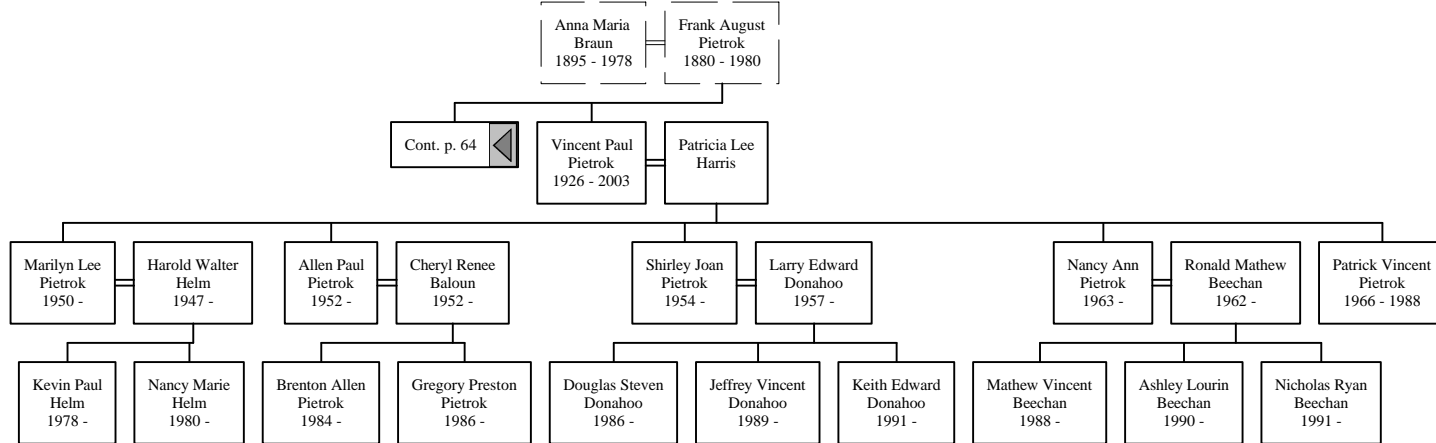 Anna Maria
Braun
1895 - 1978
Frank August
Pietrok
1880 - 1980
Cont. p. 64
Vincent Paul
Pietrok
1926 - 2003
Patricia Lee
Harris
Marilyn Lee
Pietrok
1950 -
Harold Walter
Helm
1947 -
Allen Paul
Pietrok
1952 -
Cheryl Renee
Baloun
1952 -
Shirley Joan
Pietrok
1954 -
Larry Edward
Donahoo
1957 -
Nancy Ann
Pietrok
1963 -
Ronald Mathew
Beechan
1962 -
Patrick Vincent
Pietrok
1966 - 1988
Kevin Paul
Helm
1978 -
Nancy Marie
Helm
1980 -
Brenton Allen
Pietrok
1984 -
Gregory Preston
Pietrok
1986 -
Douglas Steven
Donahoo
1986 -
Jeffrey Vincent
Donahoo
1989 -
Keith Edward
Donahoo
1991 -
Mathew Vincent
Beechan
1988 -
Ashley Lourin
Beechan
1990 -
Nicholas Ryan
Beechan
1991 -